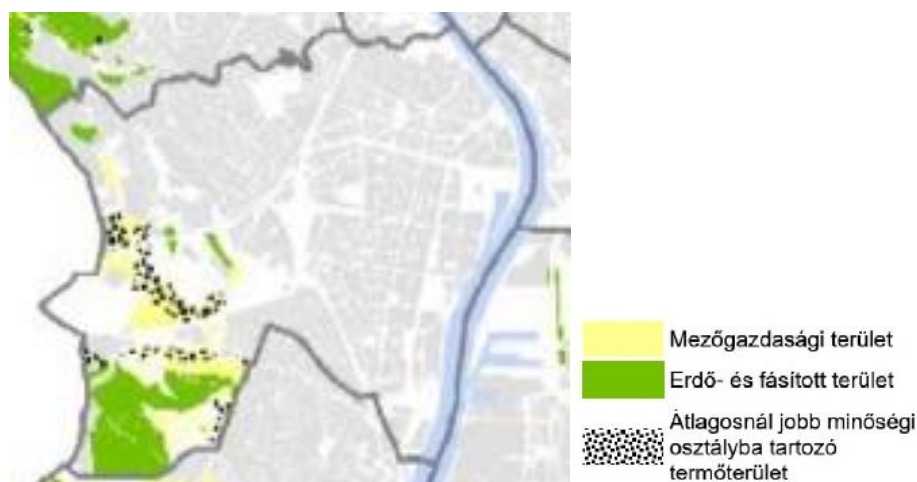 Mezőgazdasági terület
Erdő- és fásított terület
Átlagosnál jobb minőségi
osztályba tartozó
termőterület